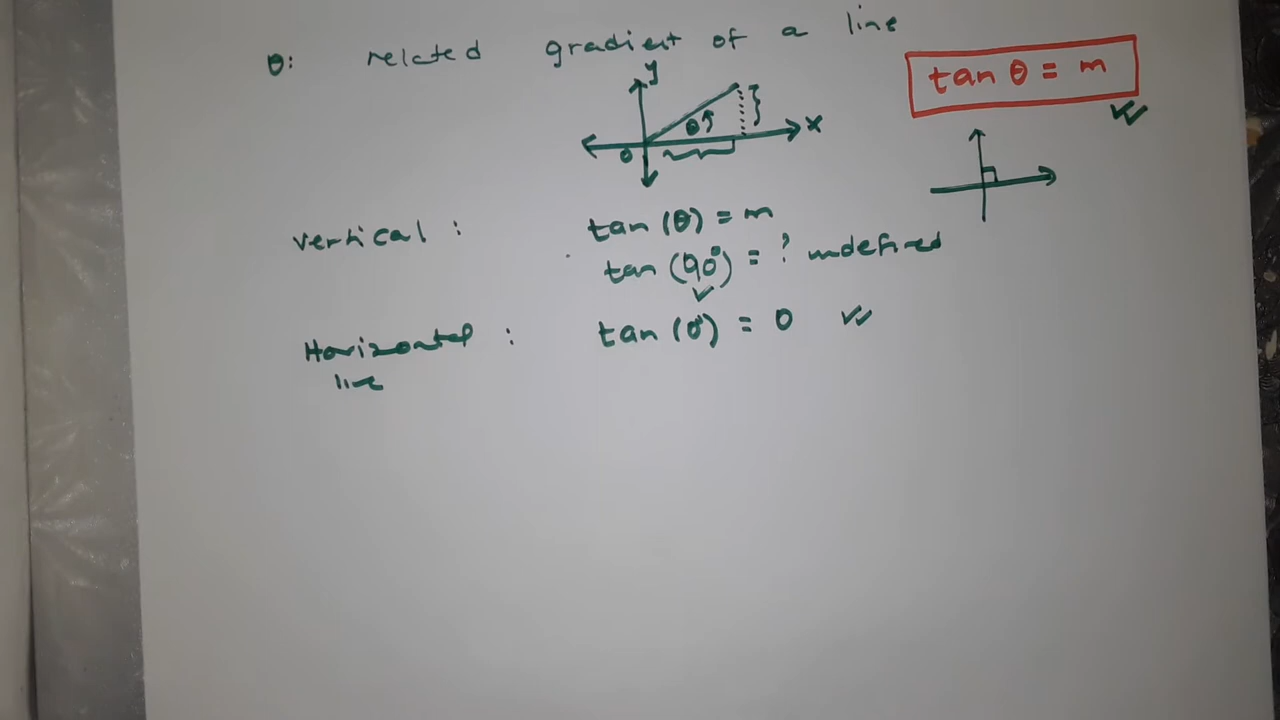 θ: related gradient of a line
tan θ = m
y
θ
x
0
vertical : tan (θ) = m
tan (90°) = ? undefined
Horizontal : tan (0°) = 0
line